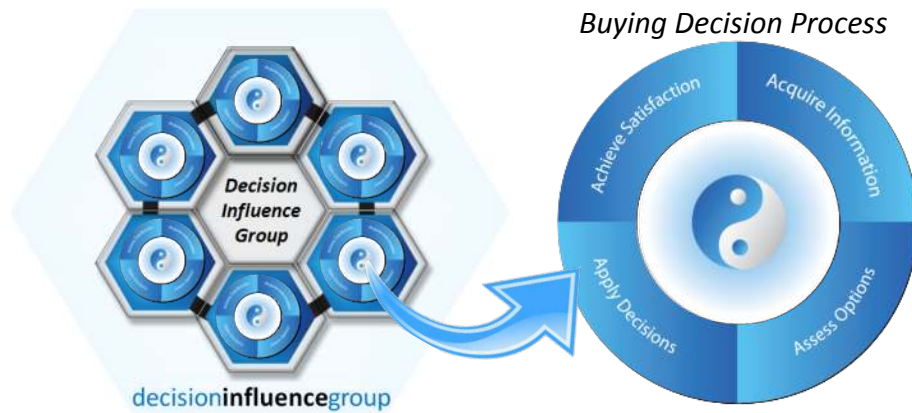 Buying Decision Process
Decision
Influence
Group
decisioninfluencegroup
Achieve Satisfaction
Acquire Information
Apply Decisions
Assess Options